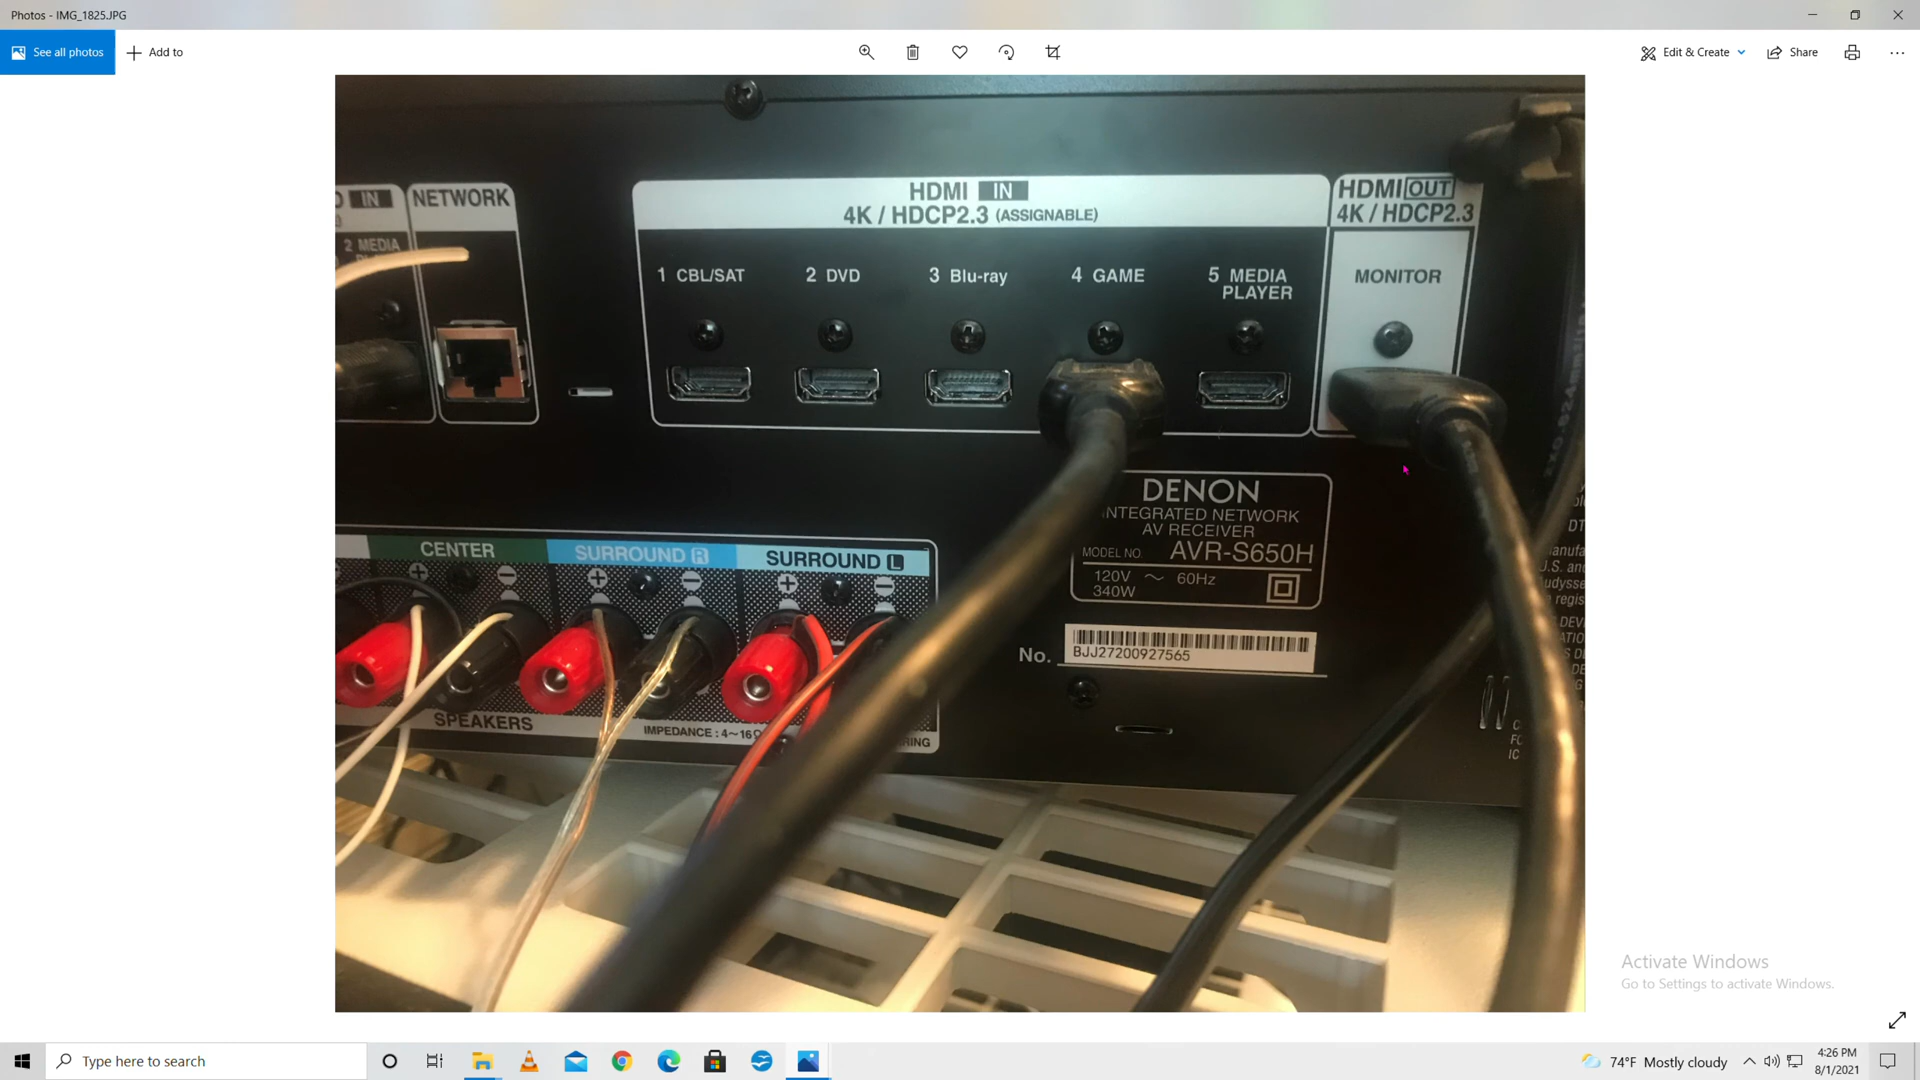 Photos - IMG_1825.JPG
See all photos
Add to
Edit & Create
Share
IN
NETWORK
2 MEDIA
HDMI IN
4K / HDCP2.3 (ASSIGNABLE)
HDMI OUT
4K / HDCP2.3
1 CBL/SAT
2 DVD
3 Blu-ray
4 GAME
5 MEDIA
PLAYER
MONITOR
DENON
INTEGRATED NETWORK
AV RECEIVER
MODEL NO. AVR-S650H
120V ~ 60Hz
340W
No.
BJJ27200927565
CENTER
SURROUND R
SURROUND L
+ − + − + −
SPEAKERS
IMPEDANCE : 4~16Ω
Activate Windows
Go to Settings to activate Windows.
Type here to search
74°F Mostly cloudy
4:26 PM
8/1/2021